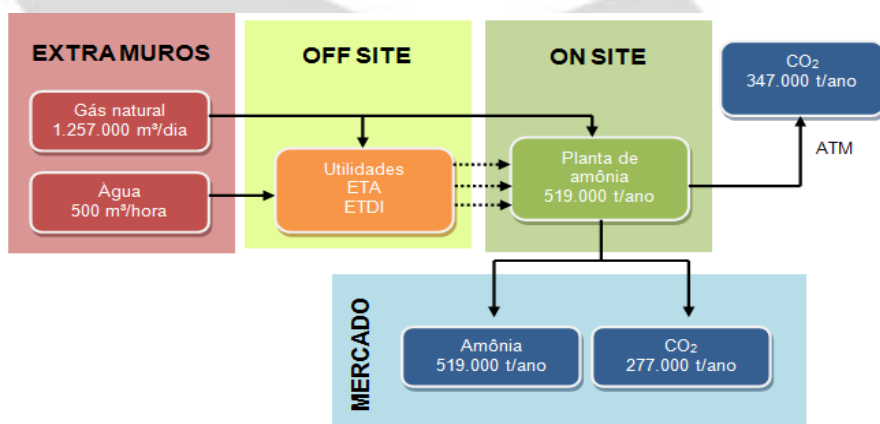 EXTRA MUROS
OFF SITE
ON SITE
CO₂
347.000 t/ano
Gás natural
1.257.000 m³/dia
ATM
Utilidades
ETA
ETDI
Planta de
amônia
519.000 t/ano
Àgua
500 m³/hora
MERCADO
Amônia
519.000 t/ano
CO₂
277.000 t/ano